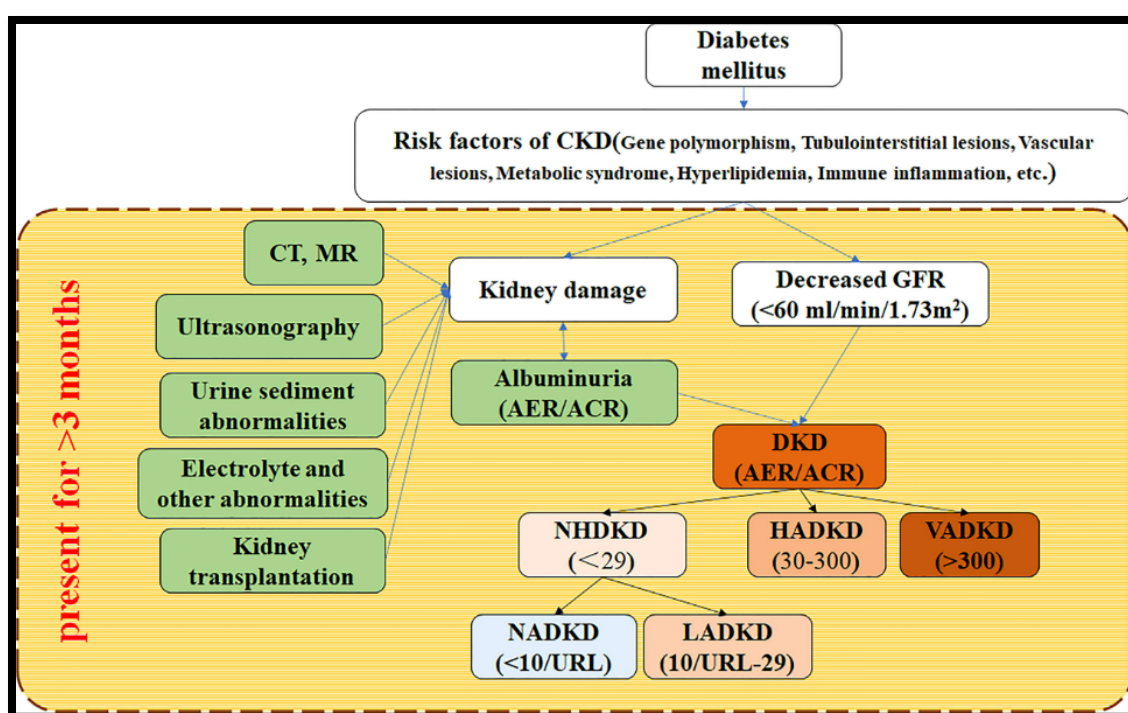 Diabetes
mellitus
Risk factors of CKD(Gene polymorphism, Tubulointerstitial lesions, Vascular
lesions, Metabolic syndrome, Hyperlipidemia, Immune inflammation, etc.)
present for >3 months
CT, MR
Ultrasonography
Urine sediment
abnormalities
Electrolyte and
other abnormalities
Kidney
transplantation
Kidney damage
Decreased GFR
(<60 ml/min/1.73m²)
Albuminuria
(AER/ACR)
DKD
(AER/ACR)
NHDKD
(＜29)
HADKD
(30-300)
VADKD
(>300)
NADKD
(<10/URL)
LADKD
(10/URL-29)